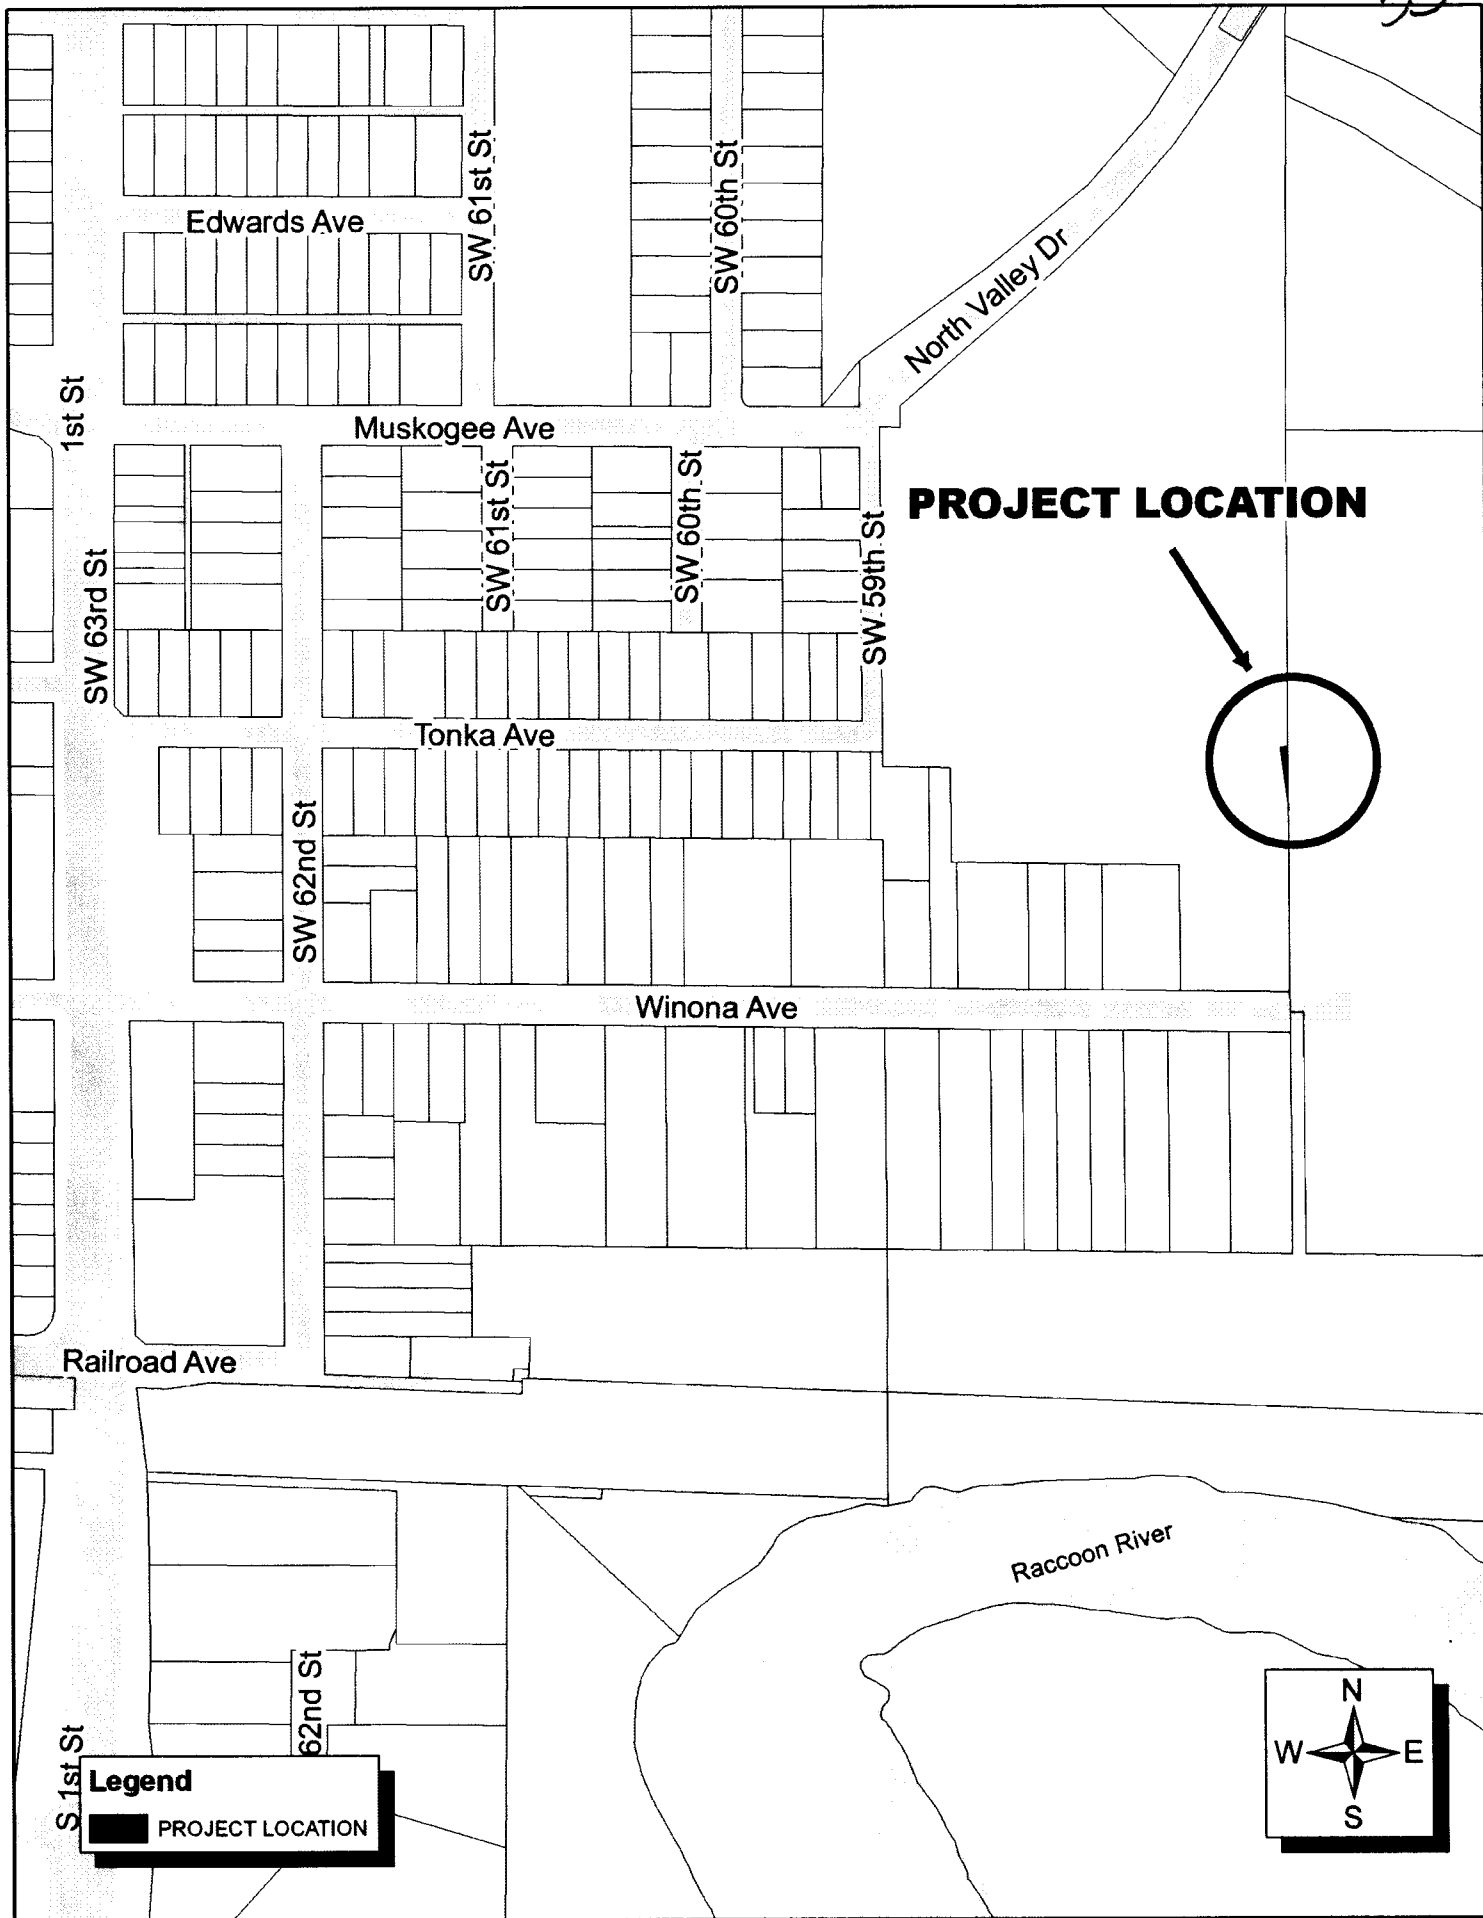 SW 61st St
SW 60th St
Edwards Ave
North Valley Dr
1st St
Muskogee Ave
SW 61st St
SW 60th St
PROJECT LOCATION
SW 59th St
SW 63rd St
Tonka Ave
SW 62nd St
Winona Ave
Railroad Ave
Raccoon River
62nd St
S 1st St
Legend
PROJECT LOCATION
N
W E
S